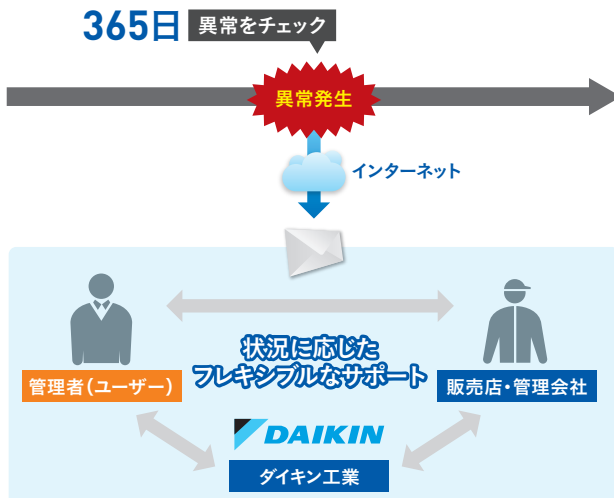 365日 異常をチェック
異常発生
インターネット
状況に応じた
フレキシブルなサポート
管理者(ユーザー)
販売店・管理会社
DAIKIN
ダイキン工業